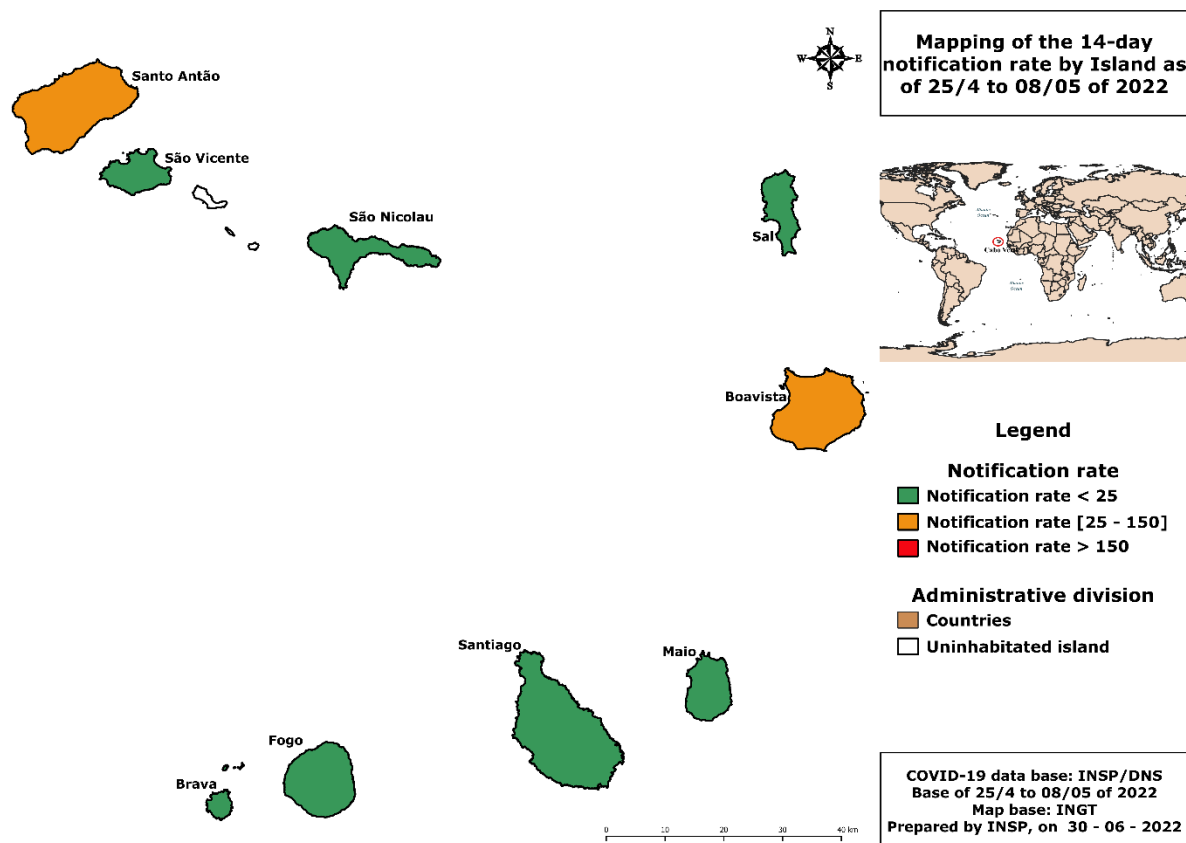 Mapping of the 14-day
notification rate by Island as
of 25/4 to 08/05 of 2022
N
W
E
S
Santo Antão
São Vicente
São Nicolau
Sal
Boavista
Santiago
Maio
Fogo
Brava
Legend
Notification rate
Notification rate < 25
Notification rate [25 - 150]
Notification rate > 150
Administrative division
Countries
Uninhabitated island
0 10 20 30 40 km
COVID-19 data base: INSP/DNS
Base of 25/4 to 08/05 of 2022
Map base: INGT
Prepared by INSP, on 30 - 06 - 2022